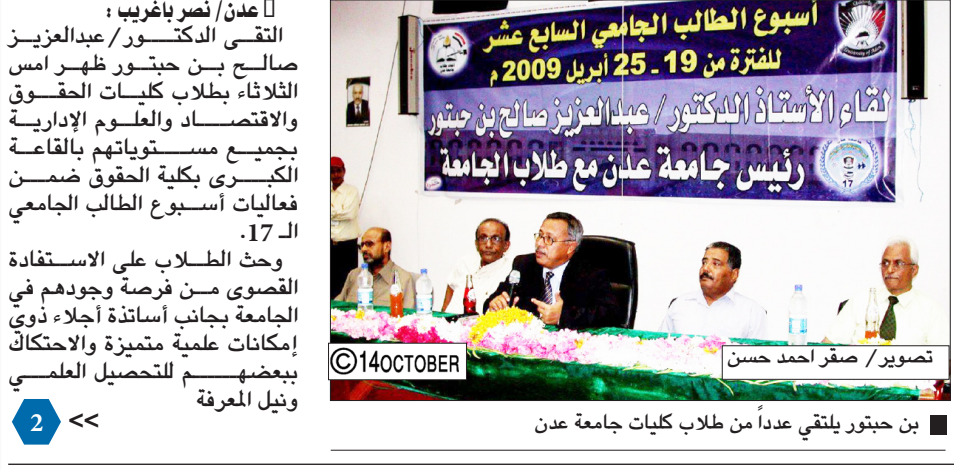 عدن/ نصر باغريب :
التقى الدكتور/ عبدالعزيز
صالح بن حبتور ظهر امس
الثلاثاء بطلاب كليات الحقوق
والاقتصاد والعلوم الإدارية
بجميع مستوياتهم بالقاعة
الكبرى بكلية الحقوق ضمن
فعاليات أسبوع الطالب الجامعي
الـ 17.
وحث الطلاب على الاستفادة
القصوى من فرصة وجودهم في
الجامعة بجانب أساتذة أجلاء ذوي
إمكانات علمية متميزة والاحتكاك
ببعضهم للتحصيل العلمي
ونيل المعرفة
>> 2
أسبوع الطالب الجامعي السابع عشر
للفترة من 19 ـ 25 أبريل 2009 م
لقاء الأستاذ الدكتور / عبدالعزيز صالح بن حبتور
رئيس جامعة عدن مع طلاب الجامعة
17
©14OCTOBER
تصوير/ صقر احمد حسن
بن حبتور يلتقي عدداً من طلاب كليات جامعة عدن